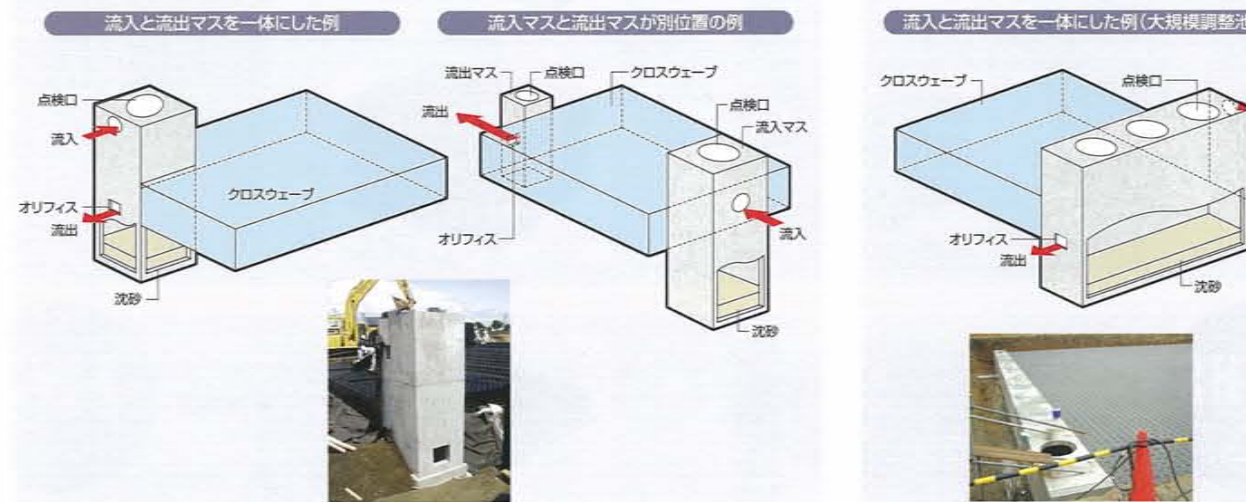 流入と流出マスを一体にした例
点検口
流入
オリフィス
流出
クロスウェーブ
沈砂
流入マスと流出マスが別位置の例
流出マス
点検口
クロスウェーブ
流出
点検口
流入マス
オリフィス
流入
沈砂
流入と流出マスを一体にした例(大規模調整池
クロスウェーブ
点検口
オリフィス
流出
沈砂